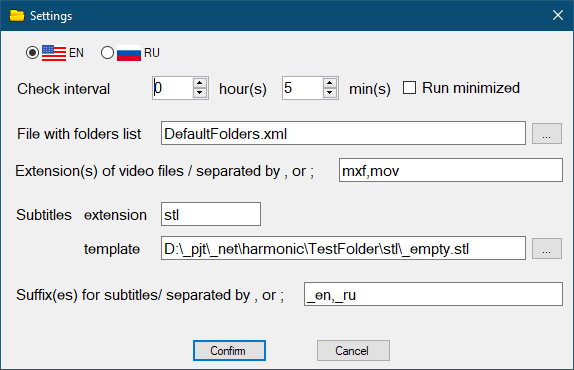 Settings
EN RU
Check interval 0 hour(s) 5 min(s) Run minimized
File with folders list DefaultFolders.xml ...
Extension(s) of video files / separated by , or ; mxf,mov
Subtitles extension stl
template D:\_pjt\_net\harmonic\TestFolder\stl\_empty.stl ...
Suffix(es) for subtitles/ separated by , or ; _en,_ru
Confirm Cancel